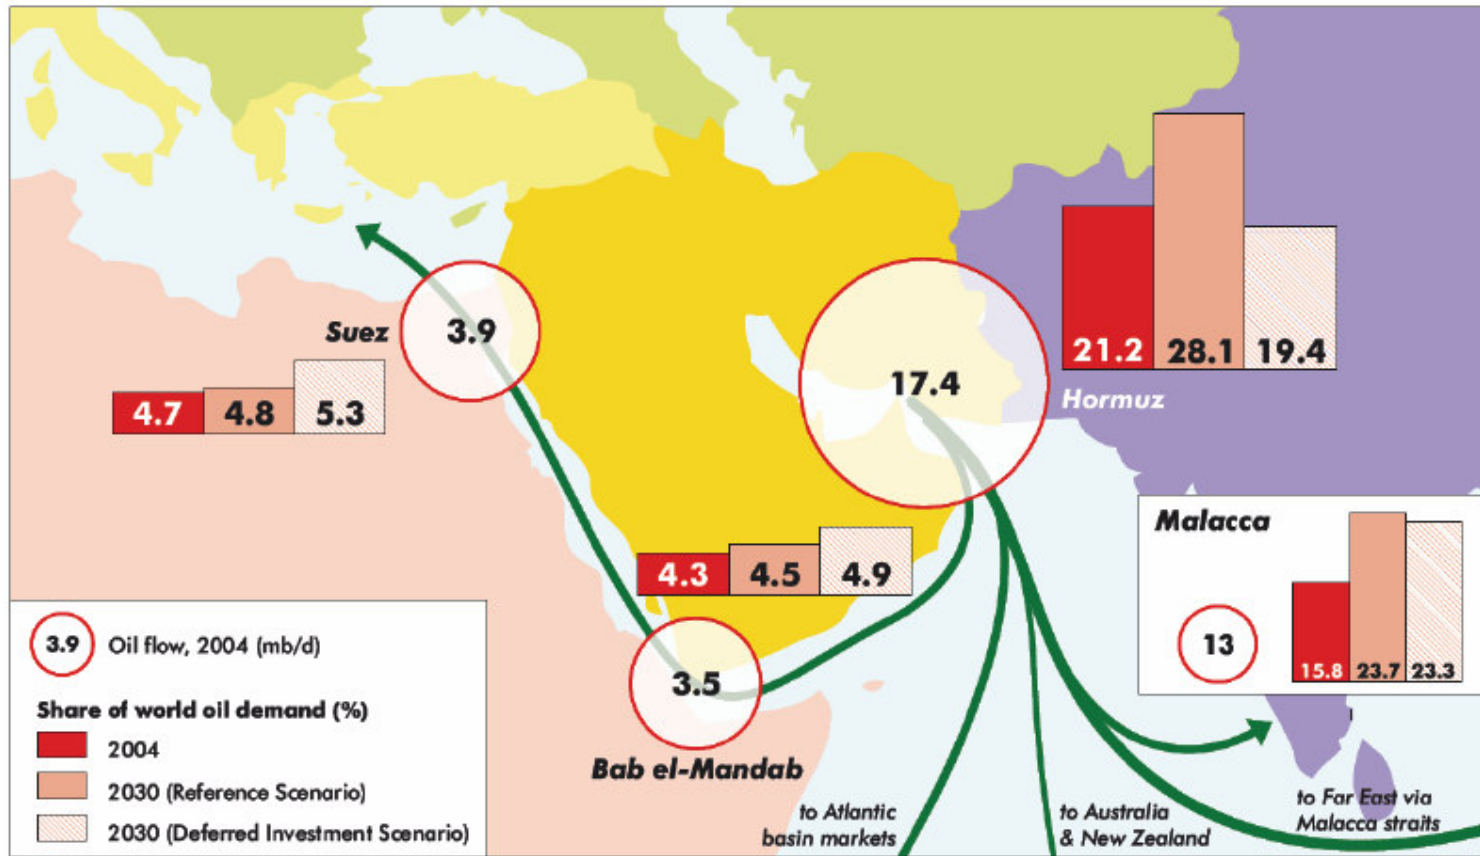 Suez
3.9
4.7 4.8 5.3
17.4
21.2 28.1 19.4
Hormuz
4.3 4.5 4.9
3.5
Bab el-Mandab
Malacca
13
15.8 23.7 23.3
to Atlantic
basin markets
to Australia
& New Zealand
to Far East via
Malacca straits
3.9 Oil flow, 2004 (mb/d)
Share of world oil demand (%)
2004
2030 (Reference Scenario)
2030 (Deferred Investment Scenario)